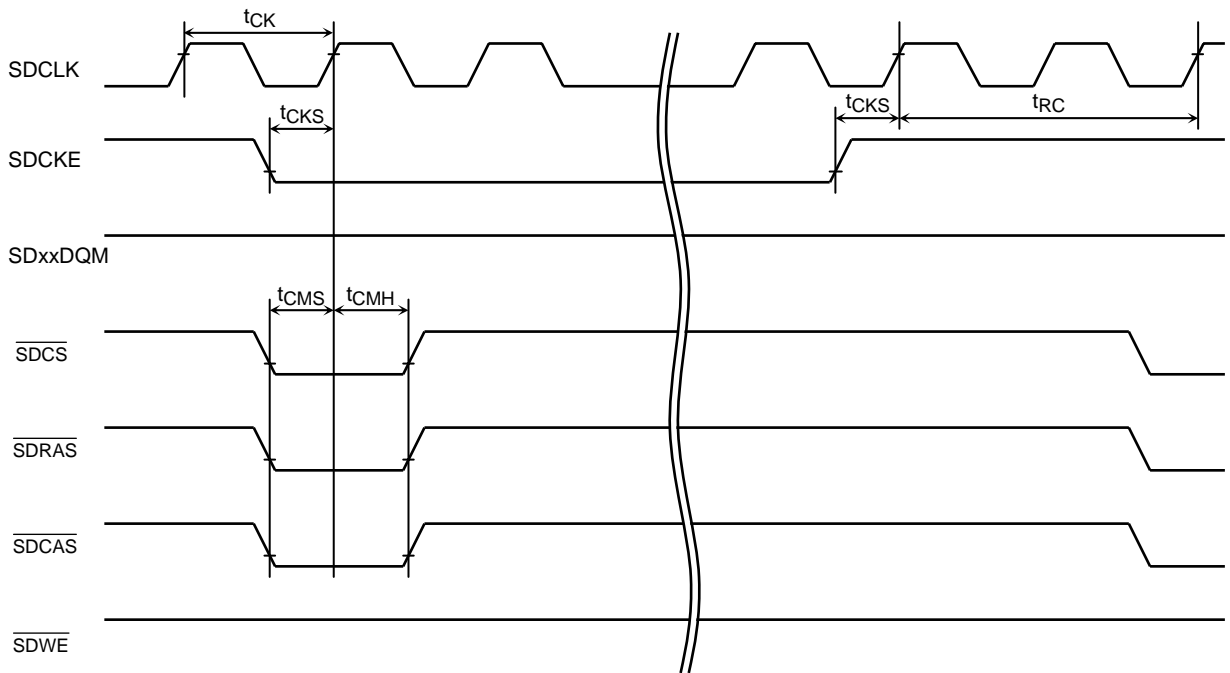 tCK
SDCLK
tCKS
tCKS
tRC
SDCKE
SDxxDQM
tCMS
tCMH
SDCS
SDRAS
SDCAS
SDWE